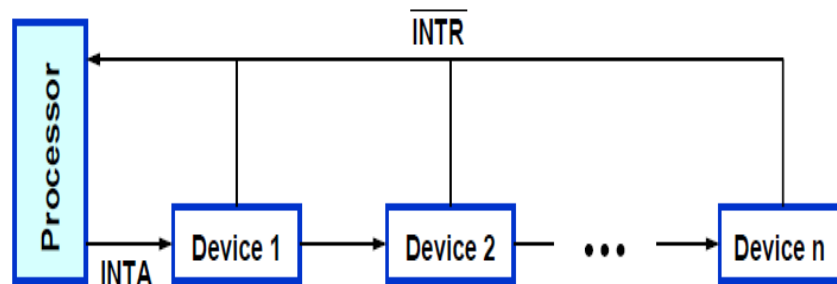 INTR
Processor
Device 1
Device 2
•••
Device n
INTA